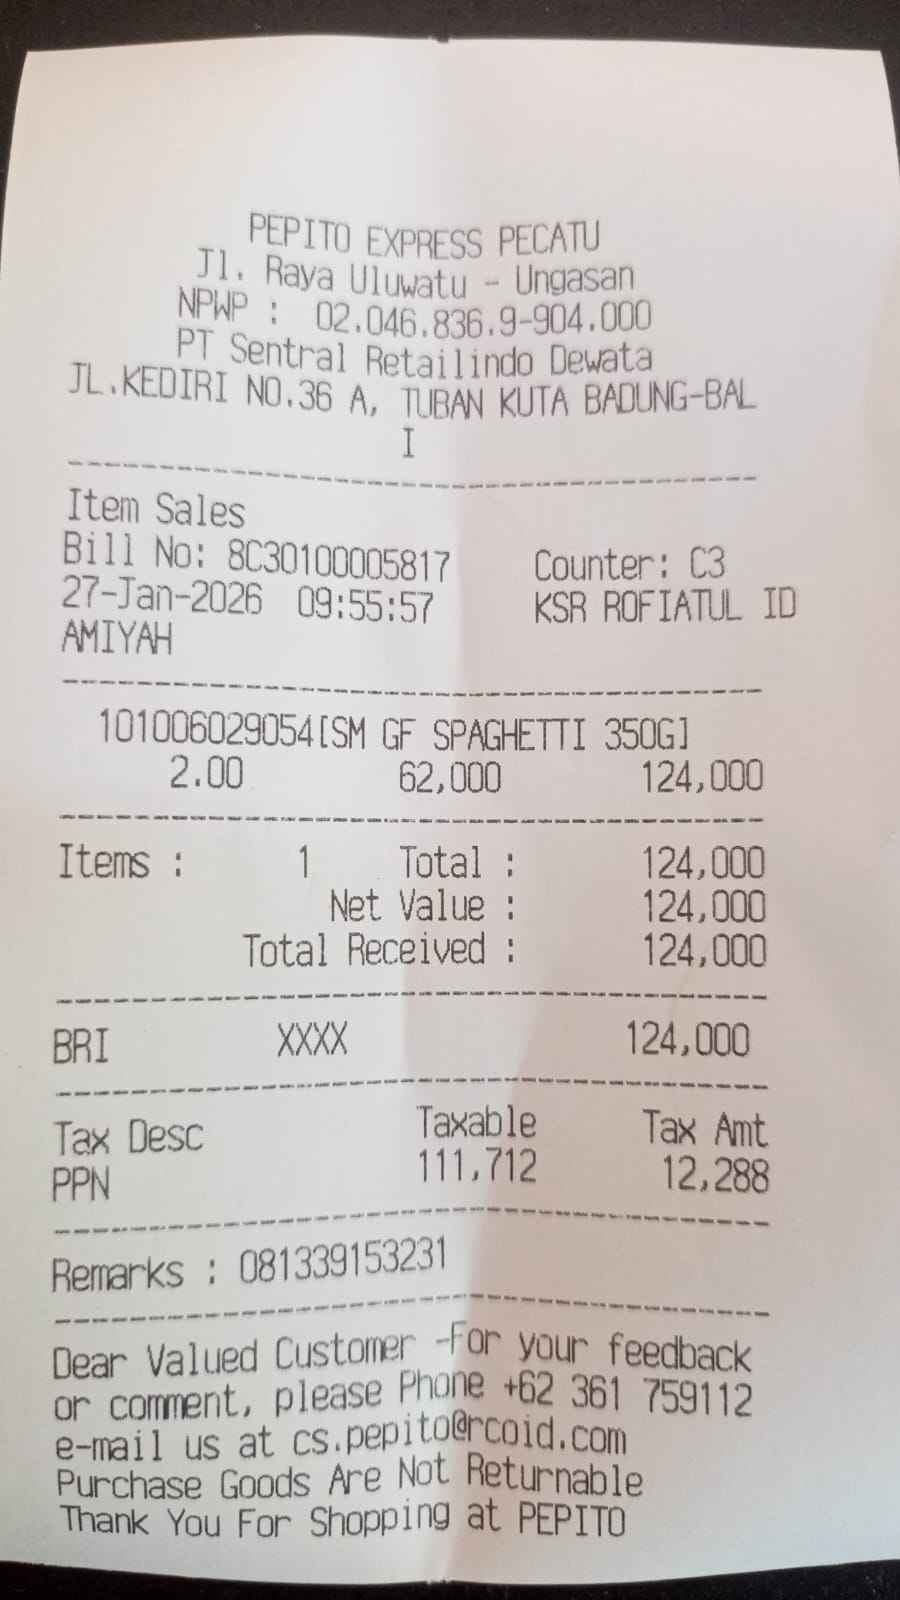 PEPITO EXPRESS PECATU
Jl. Raya Uluwatu - Ungasan
NPWP : 02.046.836.9-904.000
PT Sentral Retailindo Dewata
JL.KEDIRI NO.36 A, TUBAN KUTA BADUNG-BAL
I
Item Sales
Bill No: 8C30100005817 Counter: C3
27-Jan-2026 09:55:57 KSR ROFIATUL ID
AMIYAH
101006029054[SM GF SPAGHETTI 350G]
2.00 62,000 124,000
Items : 1 Total : 124,000
Net Value : 124,000
Total Received : 124,000
BRI XXXX 124,000
Tax Desc Taxable Tax Amt
PPN 111,712 12,288
Remarks : 081339153231
Dear Valued Customer -For your feedback
or comment, please Phone +62 361 759112
e-mail us at cs.pepito@rcoid.com
Purchase Goods Are Not Returnable
Thank You For Shopping at PEPITO